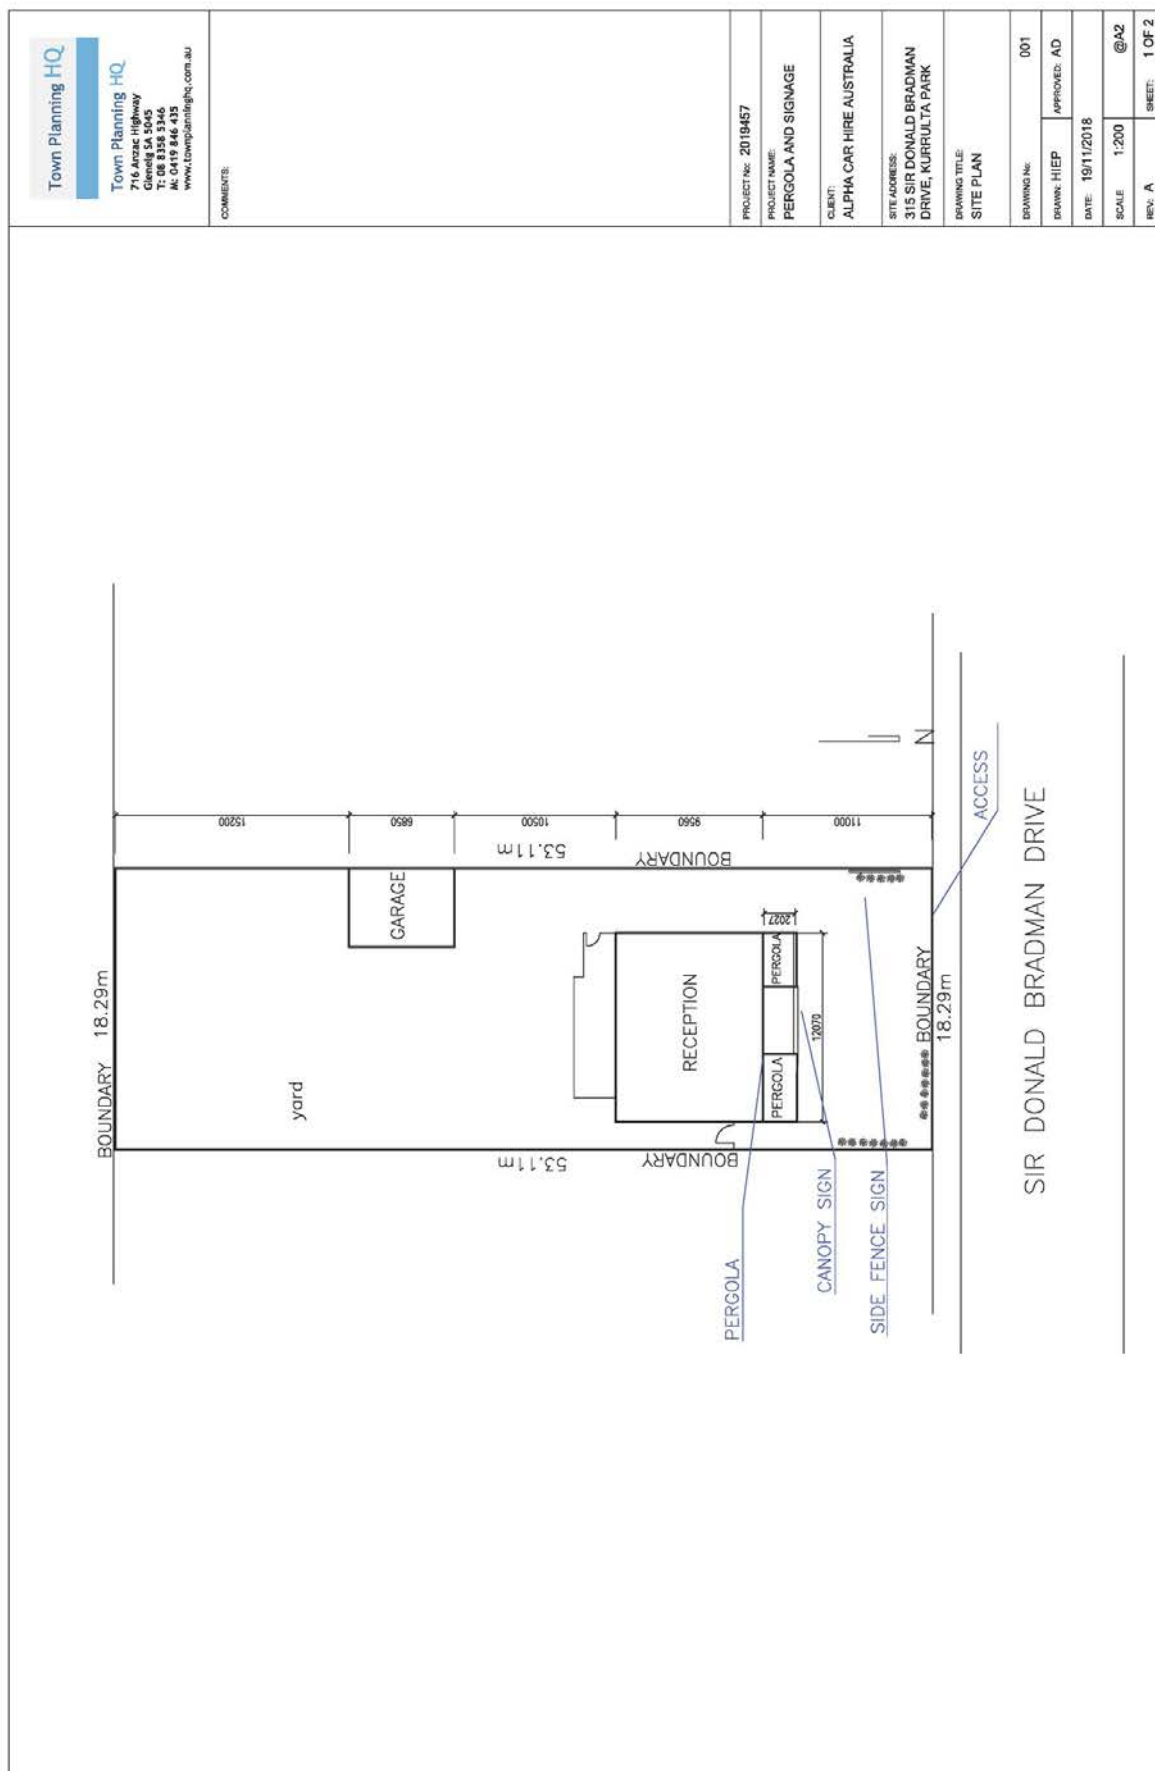 Town Planning HQ
Town Planning HQ
716 Anzac Highway
Glenelg SA 5045
T: 08 8358 5346
M: 0419 846 435
www.townplanninghq.com.au
COMMENTS:
PROJECT No: 2019457
PROJECT NAME:
PERGOLA AND SIGNAGE
CLIENT:
ALPHA CAR HIRE AUSTRALIA
SITE ADDRESS:
315 SIR DONALD BRADMAN
DRIVE, KURRULTA PARK
DRAWING TITLE:
SITE PLAN
DRAWING No: 001
DRAWN: HIEP APPROVED: AD
DATE: 19/11/2018
SCALE 1:200 @A2
REV: A SHEET: 1 OF 2
BOUNDARY 18.29m
yard
GARAGE
15200
6850
10500
9560
11000
53.11m
BOUNDARY
53.11m
BOUNDARY
RECEPTION
PERGOLA
PERGOLA
2027
12070
BOUNDARY
18.29m
N
ACCESS
PERGOLA
CANOPY SIGN
SIDE FENCE SIGN
SIR DONALD BRADMAN DRIVE